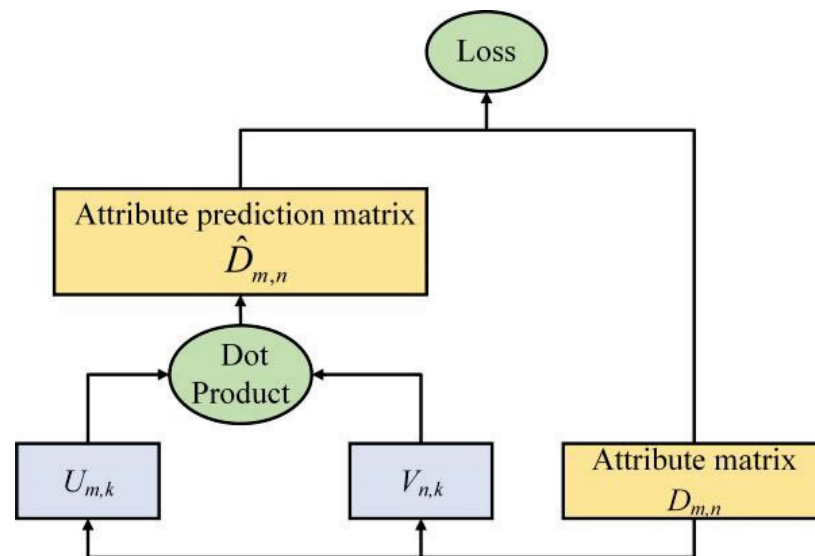 Loss
Attribute prediction matrix
D̂m,n
Dot
Product
Um,k
Vn,k
Attribute matrix
Dm,n